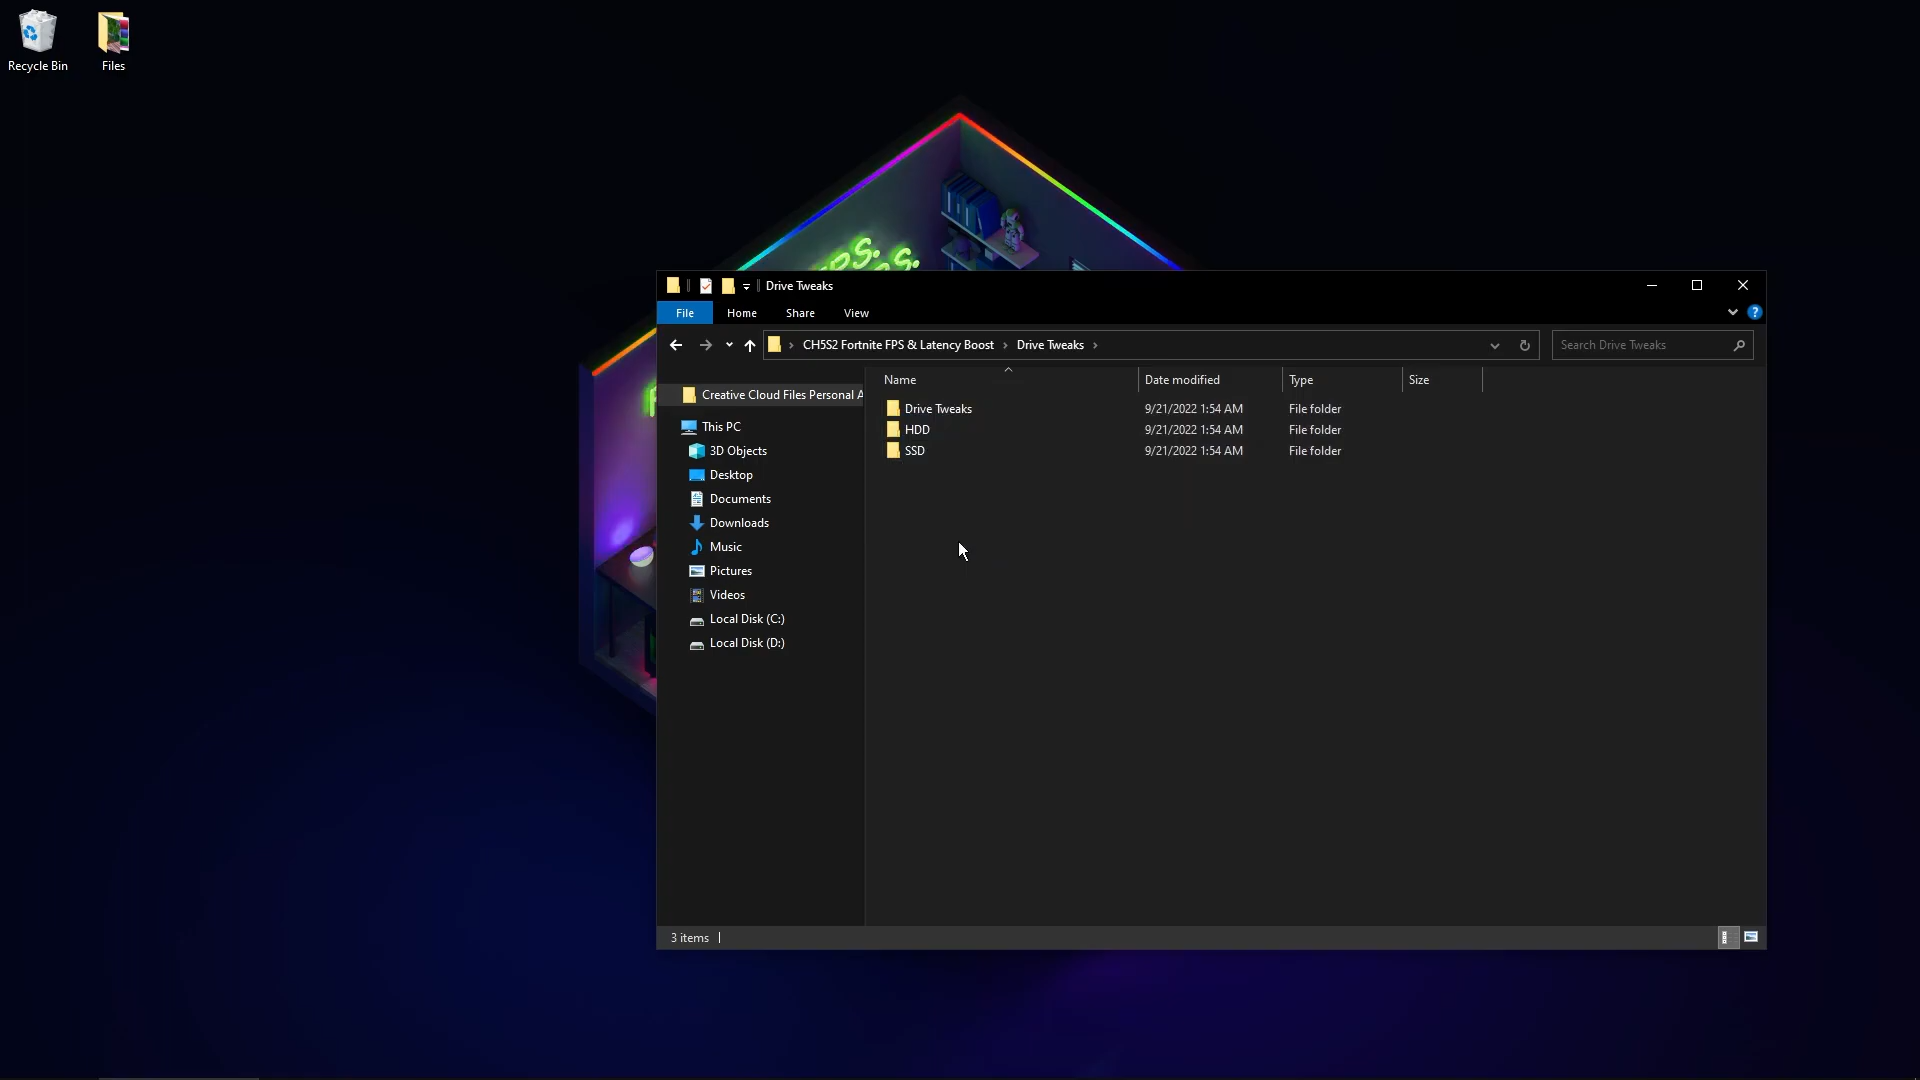 Recycle Bin
Files
Drive Tweaks
File Home Share View
CH5S2 Fortnite FPS & Latency Boost Drive Tweaks
Search Drive Tweaks
Name Date modified Type Size
Creative Cloud Files Personal A
This PC
3D Objects
Desktop
Documents
Downloads
Music
Pictures
Videos
Local Disk (C:)
Local Disk (D:)
Drive Tweaks 9/21/2022 1:54 AM File folder
HDD 9/21/2022 1:54 AM File folder
SSD 9/21/2022 1:54 AM File folder
3 items